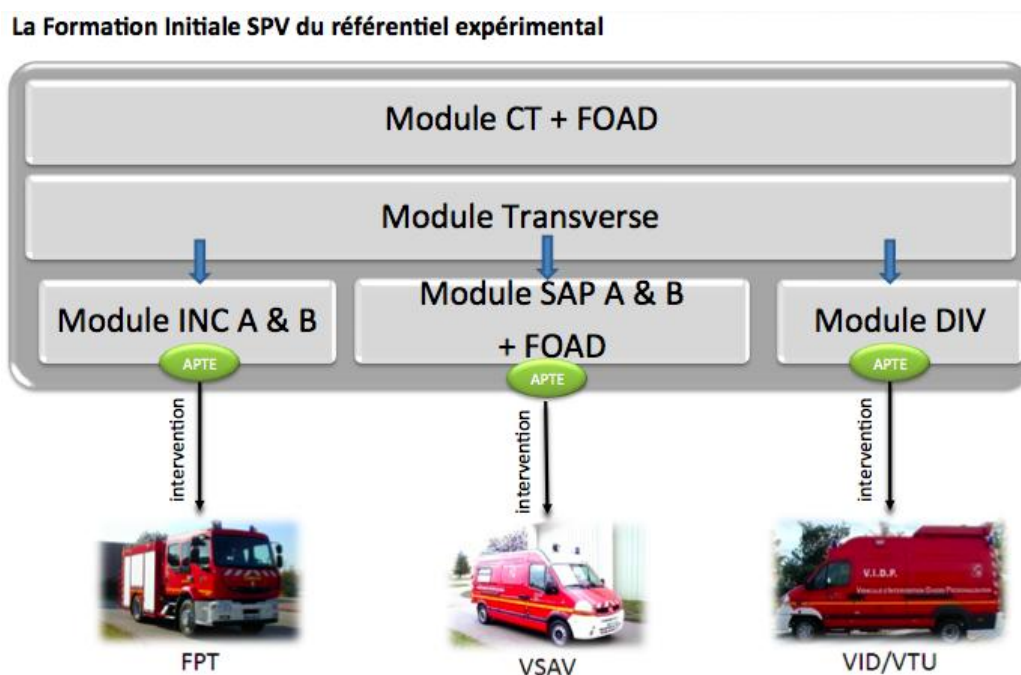 La Formation Initiale SPV du référentiel expérimental
Module CT + FOAD
Module Transverse
Module INC A & B
Module SAP A & B
+ FOAD
Module DIV
APTE
APTE
APTE
intervention
intervention
intervention
V.I.D.P.
FPT
VSAV
VID/VTU